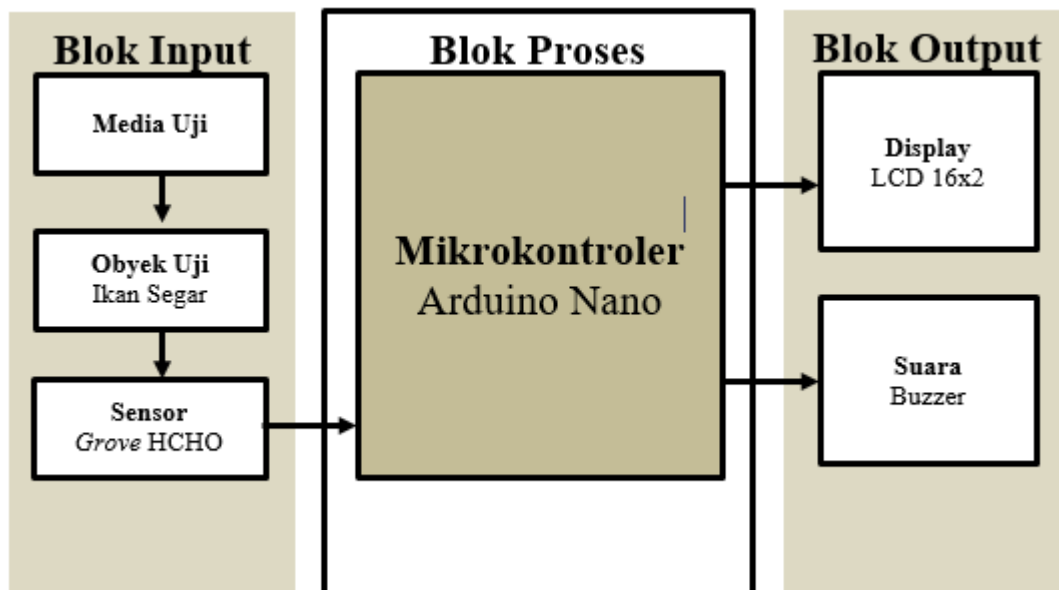 Blok Input
Media Uji
Obyek Uji
Ikan Segar
Sensor
Grove HCHO
Blok Proses
Mikrokontroler
Arduino Nano
Blok Output
Display
LCD 16x2
Suara
Buzzer